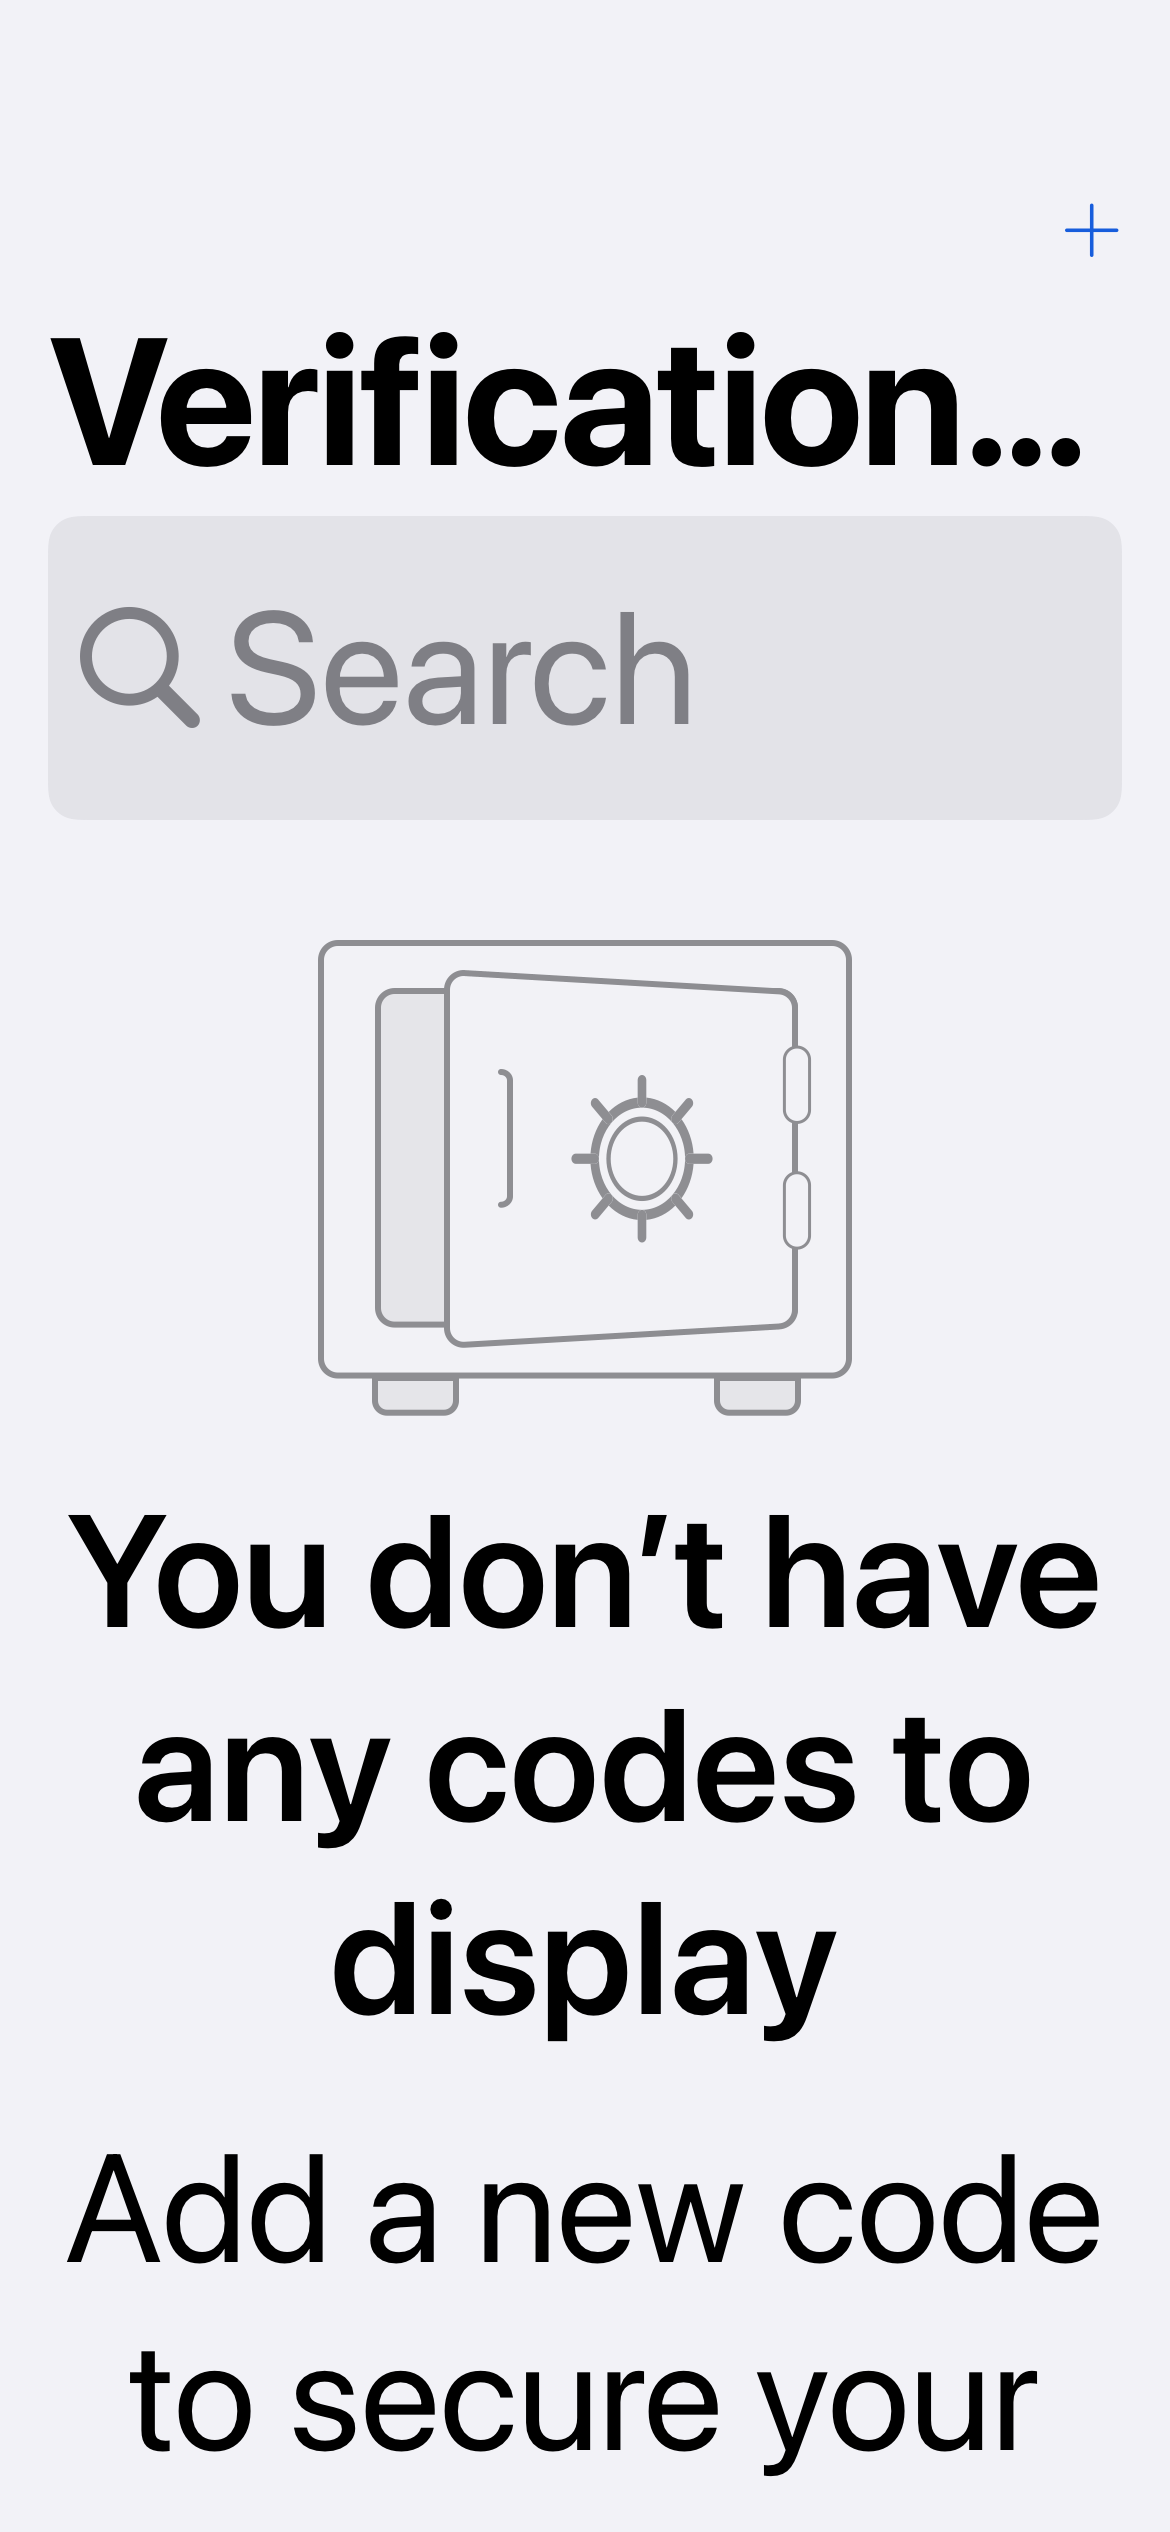 Verification...
Search
You don’t have
any codes to
display
Add a new code
to secure your